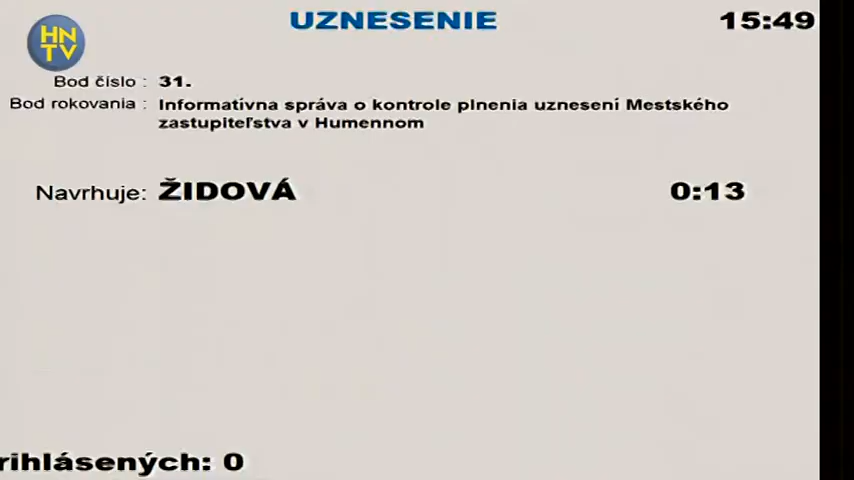 HN
TV
UZNESENIE
15:49
Bod číslo : 31.
Bod rokovania : Informatívna správa o kontrole plnenia uznesení Mestského
zastupiteľstva v Humennom
Navrhuje: ŽIDOVÁ 0:13
rihlásených: 0